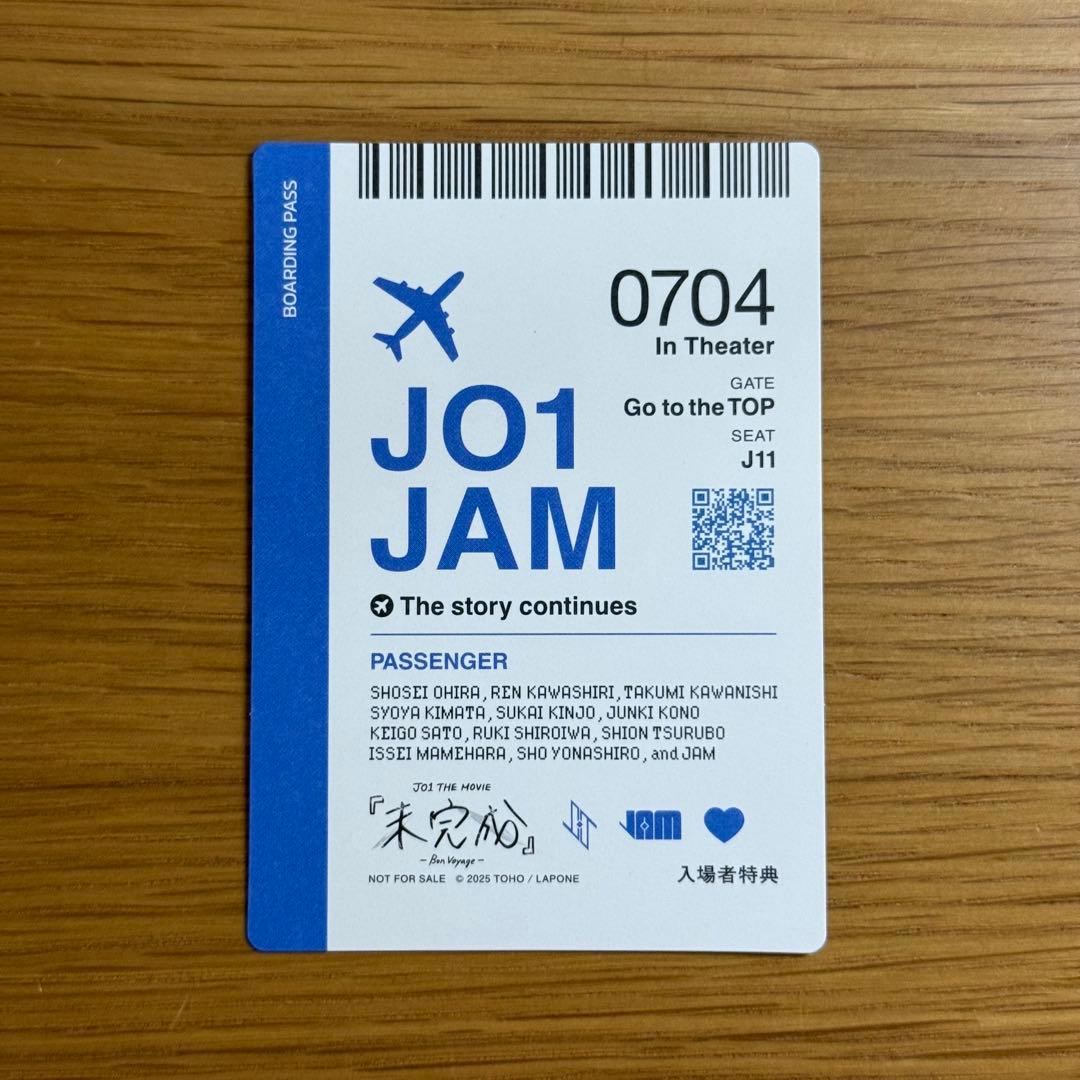 BOARDING PASS
0704
In Theater
GATE
Go to the TOP
SEAT
J11
JO1
JAM
The story continues
PASSENGER
SHOSEI OHIRA, REN KAWASHIRI, TAKUMI KAWANISHI
SYOYA KIMATA, SUKAI KINJO, JUNKI KONO
KEIGO SATO, RUKI SHIROIWA, SHION TSURUBO
ISSEI MAMEHARA, SHO YONASHIRO, and JAM
JO1 THE MOVIE
『未完成』
- Bon Voyage -
JAM
NOT FOR SALE © 2025 TOHO / LAPONE
入場者特典